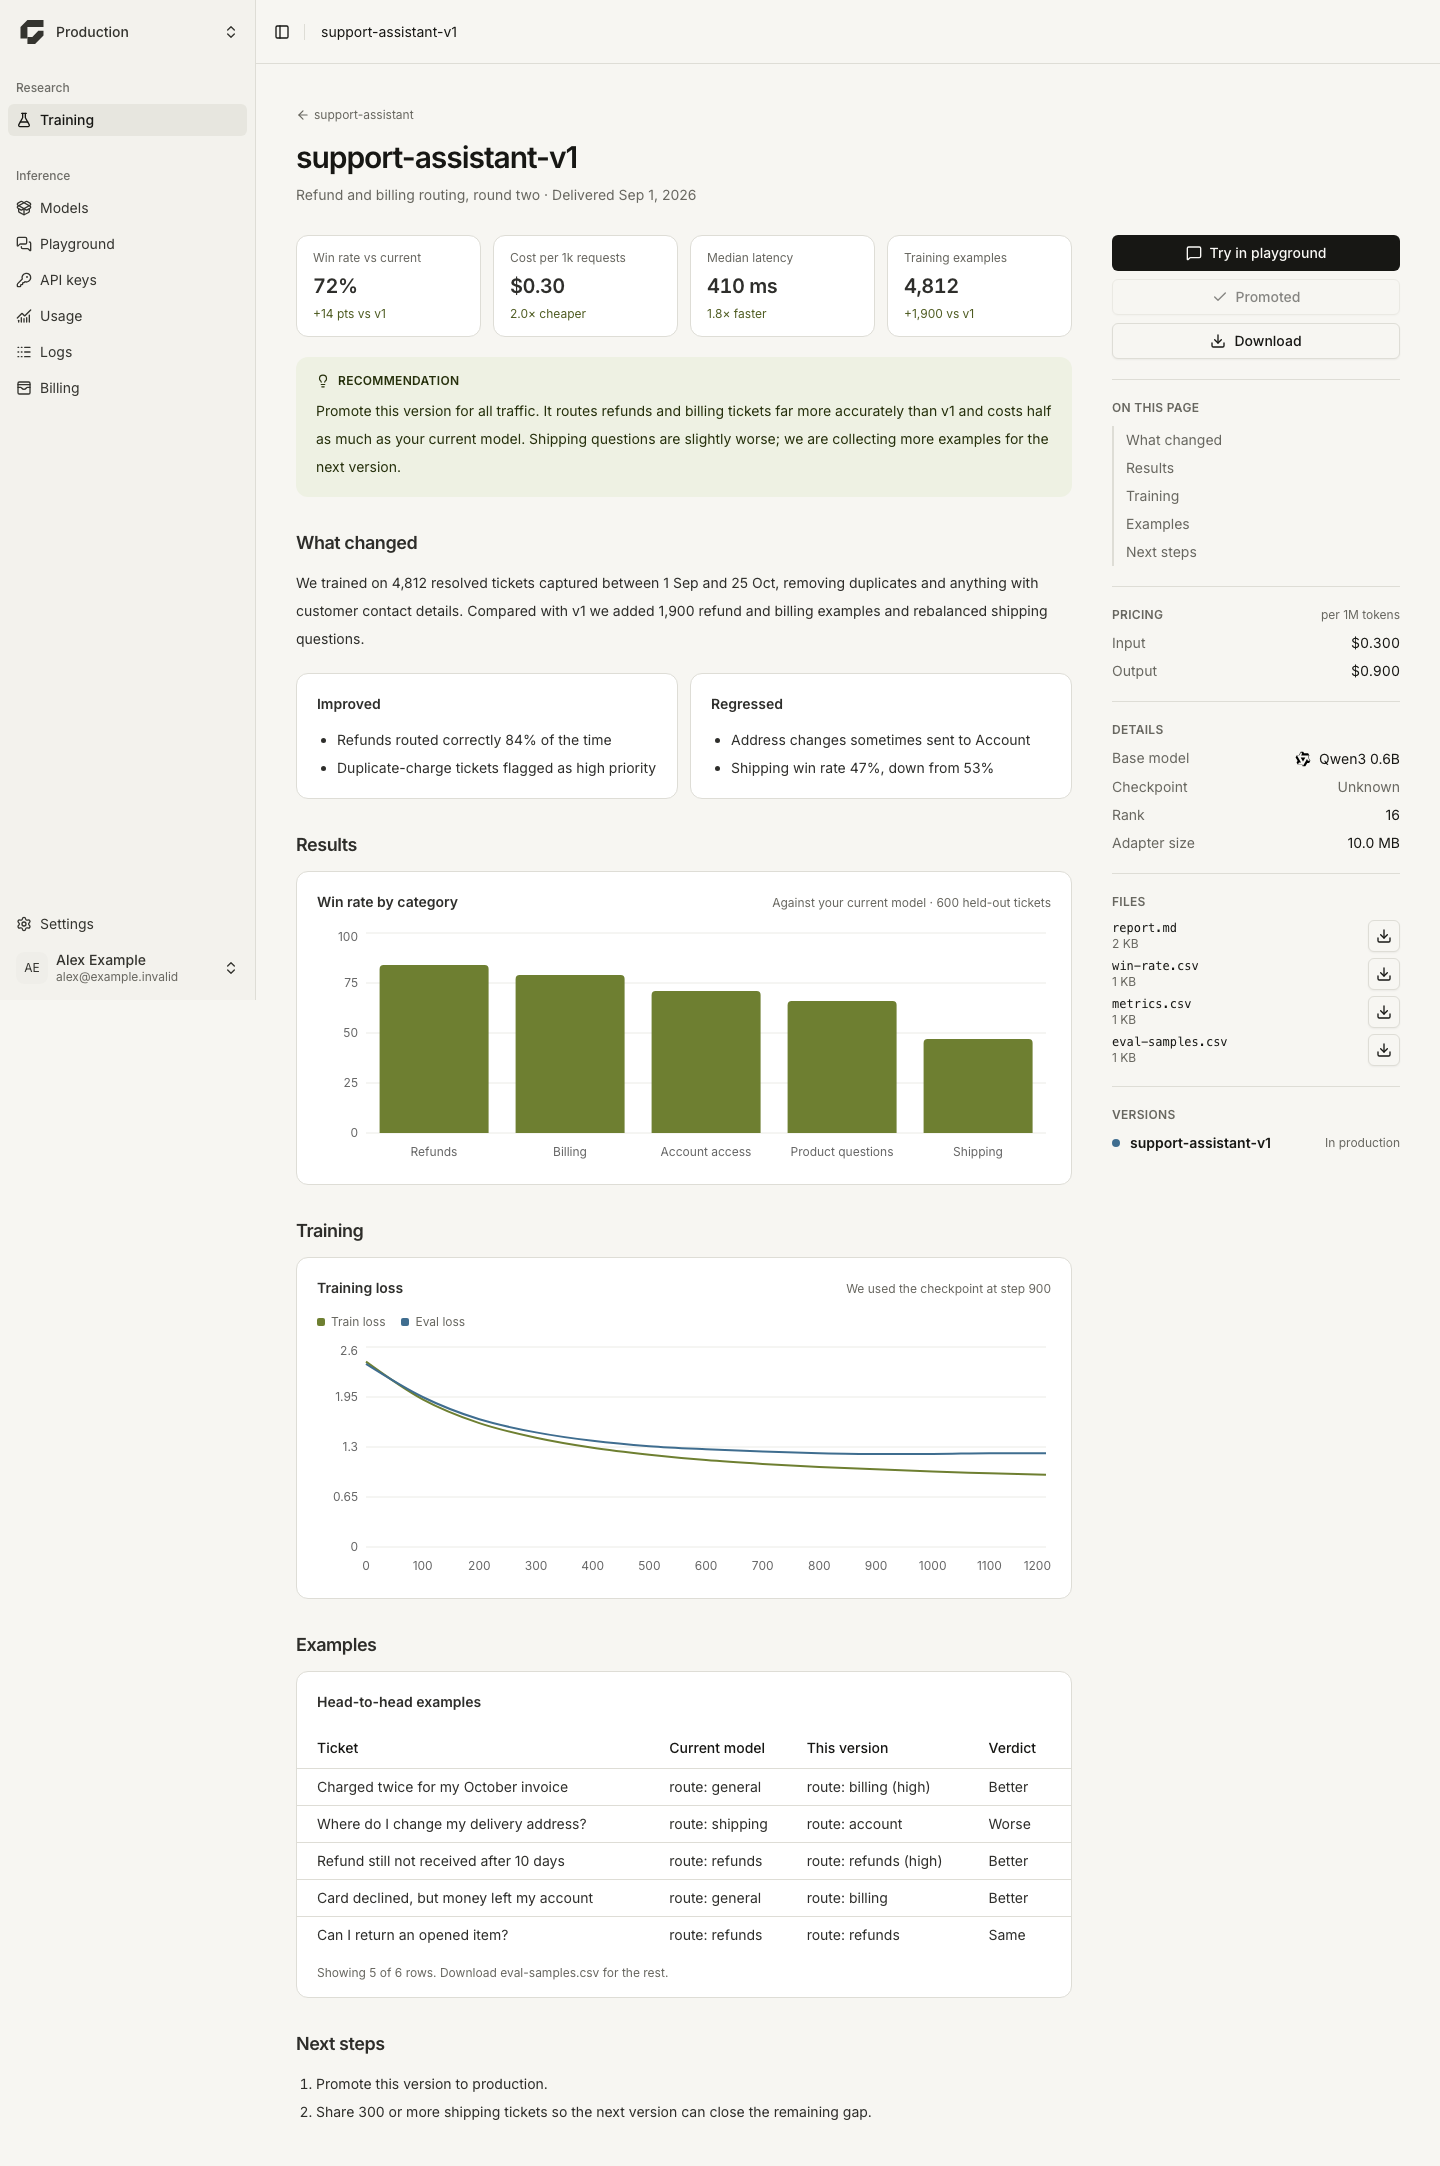 Production
Research
Training
Inference
Models
Playground
API keys
Usage
Logs
Billing
Settings
AE
Alex Example
alex@example.invalid
support-assistant-v1
support-assistant
support-assistant-v1
Refund and billing routing, round two · Delivered Sep 1, 2026
Win rate vs current
72%
+14 pts vs v1
Cost per 1k requests
$0.30
2.0× cheaper
Median latency
410 ms
1.8× faster
Training examples
4,812
+1,900 vs v1
RECOMMENDATION
Promote this version for all traffic. It routes refunds and billing tickets far more accurately than v1 and costs half
as much as your current model. Shipping questions are slightly worse; we are collecting more examples for the
next version.
What changed
We trained on 4,812 resolved tickets captured between 1 Sep and 25 Oct, removing duplicates and anything with
customer contact details. Compared with v1 we added 1,900 refund and billing examples and rebalanced shipping
questions.
Improved
• Refunds routed correctly 84% of the time
• Duplicate-charge tickets flagged as high priority
Regressed
• Address changes sometimes sent to Account
• Shipping win rate 47%, down from 53%
Results
Win rate by category
Against your current model · 600 held-out tickets
100
75
50
25
0
Refunds
Billing
Account access
Product questions
Shipping
Training
Training loss
We used the checkpoint at step 900
Train loss
Eval loss
2.6
1.95
1.3
0.65
0
0
100
200
300
400
500
600
700
800
900
1000
1100
1200
Examples
Head-to-head examples
Ticket
Current model
This version
Verdict
Charged twice for my October invoice
route: general
route: billing (high)
Better
Where do I change my delivery address?
route: shipping
route: account
Worse
Refund still not received after 10 days
route: refunds
route: refunds (high)
Better
Card declined, but money left my account
route: general
route: billing
Better
Can I return an opened item?
route: refunds
route: refunds
Same
Showing 5 of 6 rows. Download eval-samples.csv for the rest.
Next steps
1. Promote this version to production.
2. Share 300 or more shipping tickets so the next version can close the remaining gap.
Try in playground
Promoted
Download
ON THIS PAGE
What changed
Results
Training
Examples
Next steps
PRICING
per 1M tokens
Input
$0.300
Output
$0.900
DETAILS
Base model
Qwen3 0.6B
Checkpoint
Unknown
Rank
16
Adapter size
10.0 MB
FILES
report.md
2 KB
win-rate.csv
1 KB
metrics.csv
1 KB
eval-samples.csv
1 KB
VERSIONS
support-assistant-v1
In production